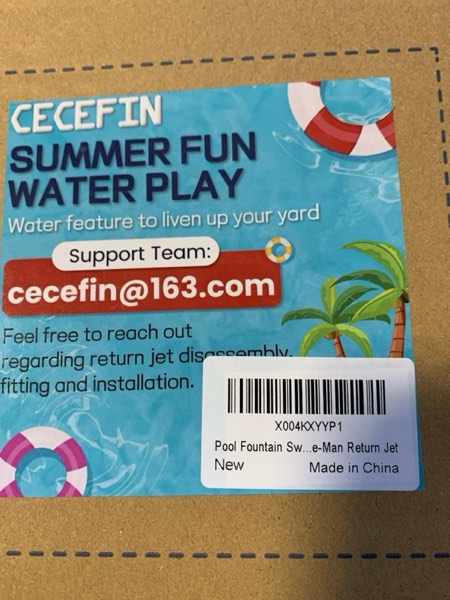 CECEFIN
SUMMER FUN
WATER PLAY
Water feature to liven up your yard
Support Team:
cecefin@163.com
Feel free to reach out
regarding return jet disassembly,
fitting and installation.
X004KXYYP1
Pool Fountain Sw...e-Man Return Jet
New
Made in China